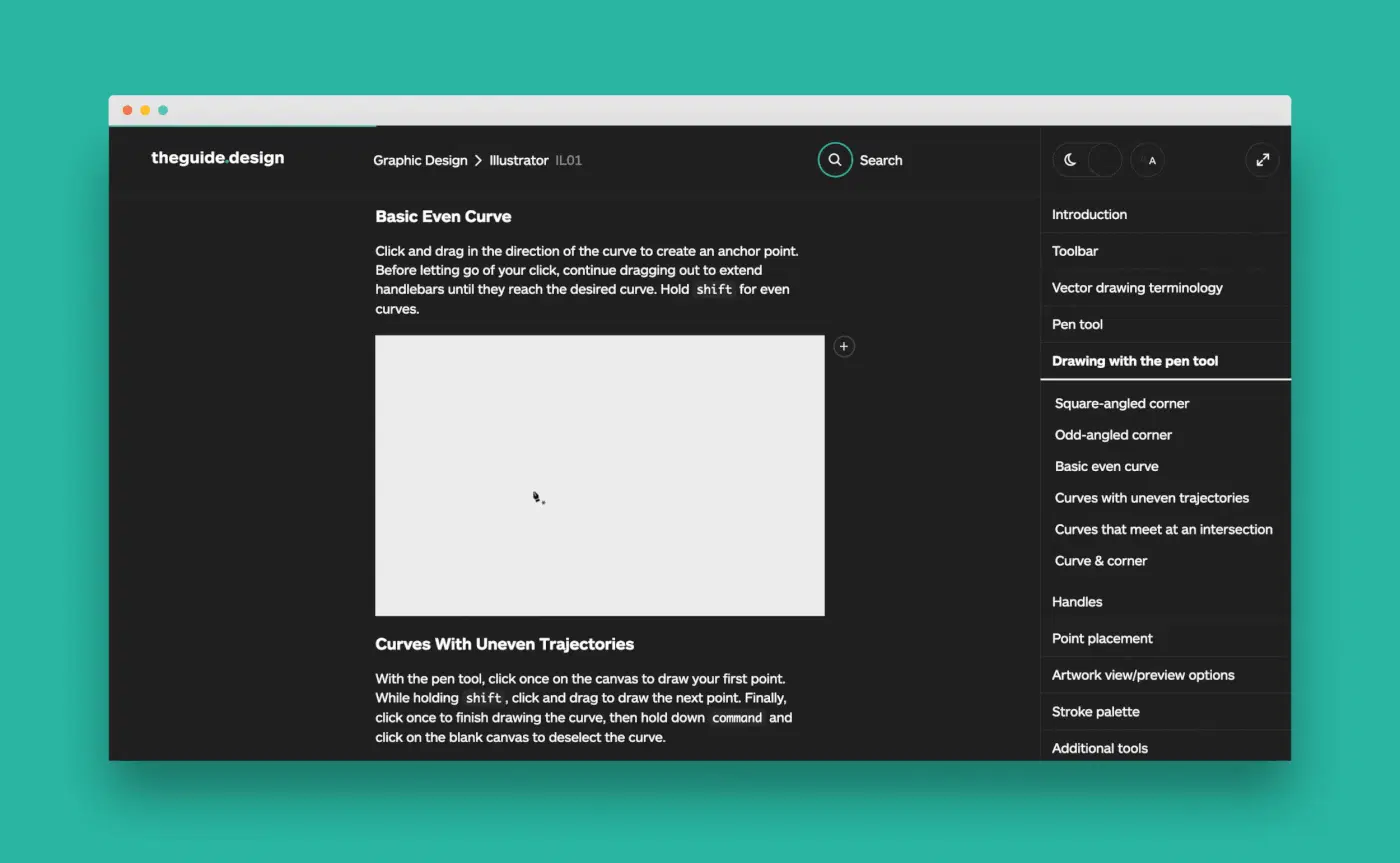 theguide.design
Graphic Design > Illustrator IL01
Search
A
Basic Even Curve
Click and drag in the direction of the curve to create an anchor point.
Before letting go of your click, continue dragging out to extend
handlebars until they reach the desired curve. Hold shift for even
curves.
+
Curves With Uneven Trajectories
With the pen tool, click once on the canvas to draw your first point.
While holding shift, click and drag to draw the next point. Finally,
click once to finish drawing the curve, then hold down command and
click on the blank canvas to deselect the curve.
Introduction
Toolbar
Vector drawing terminology
Pen tool
Drawing with the pen tool
Square-angled corner
Odd-angled corner
Basic even curve
Curves with uneven trajectories
Curves that meet at an intersection
Curve & corner
Handles
Point placement
Artwork view/preview options
Stroke palette
Additional tools